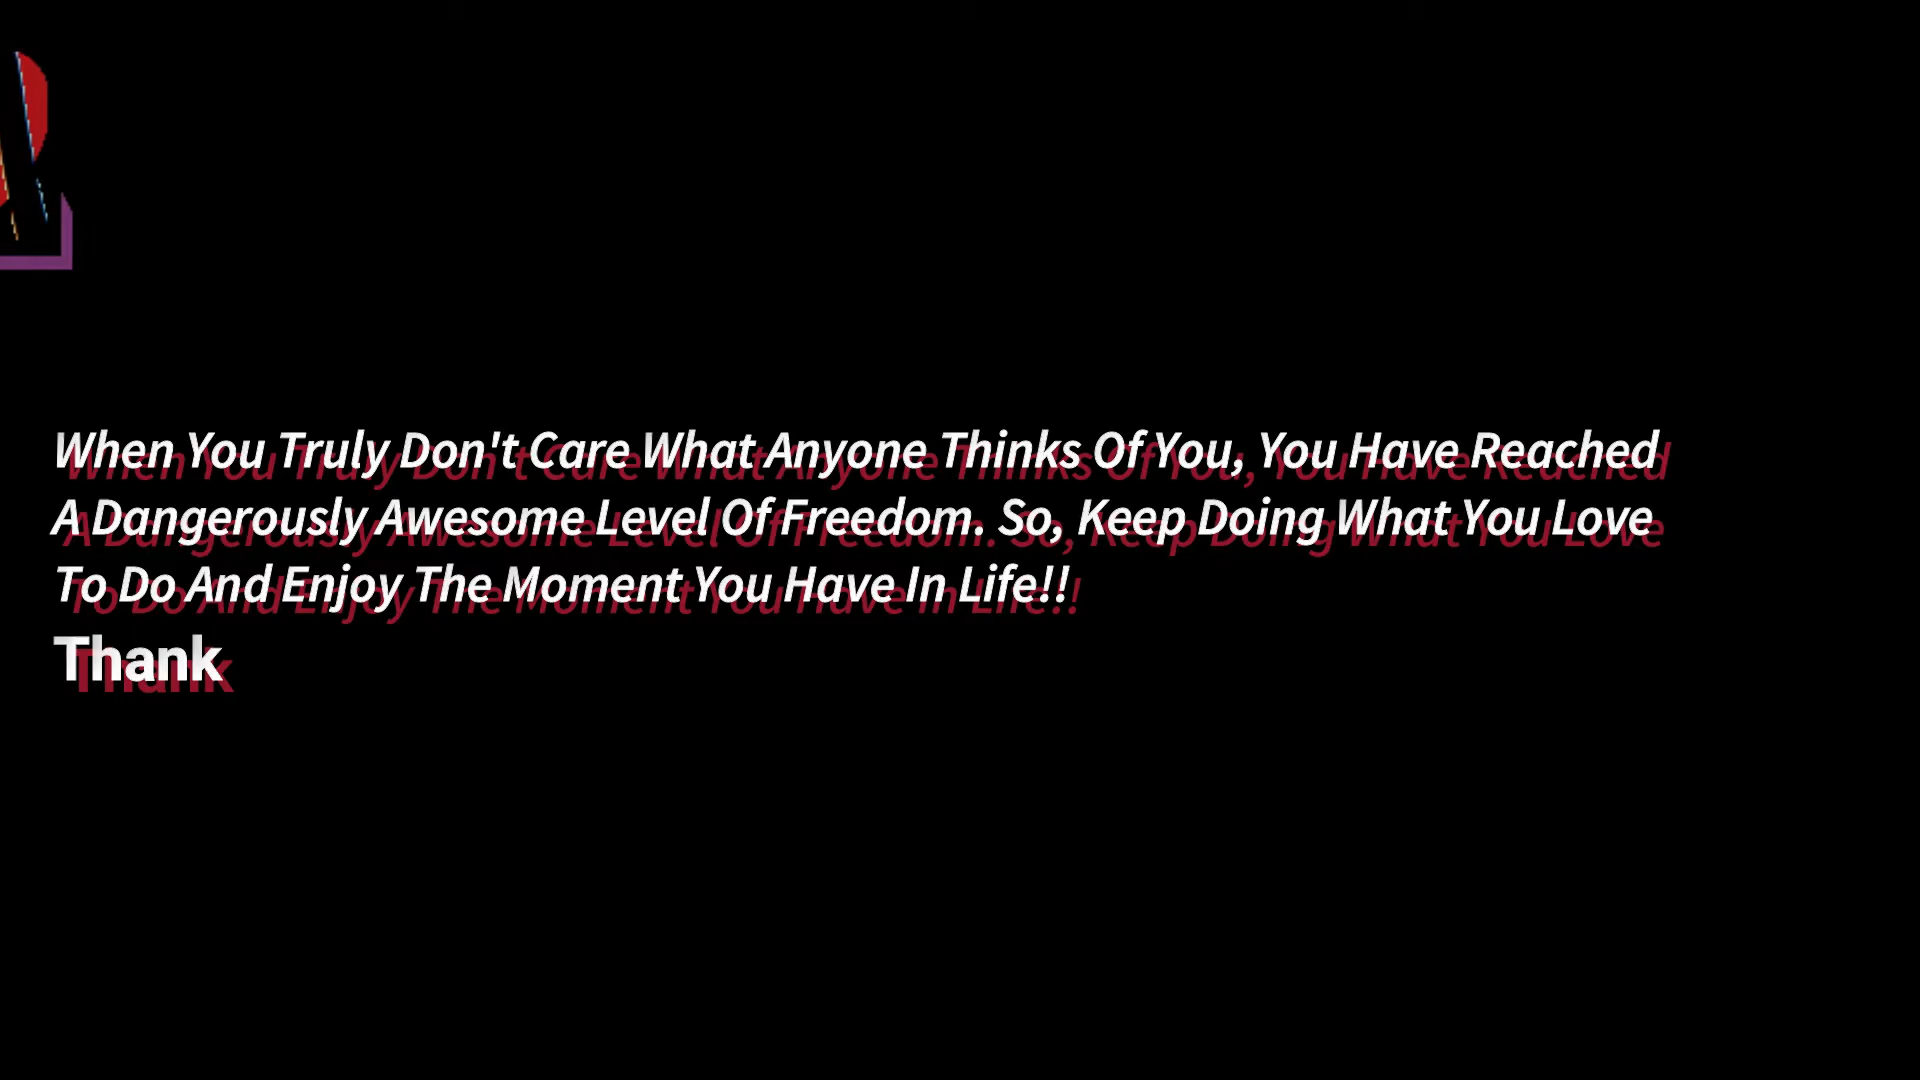 When You Truly Don't Care What Anyone Thinks Of You, You Have Reached
A Dangerously Awesome Level Of Freedom. So, Keep Doing What You Love
To Do And Enjoy The Moment You Have In Life!!
Thank